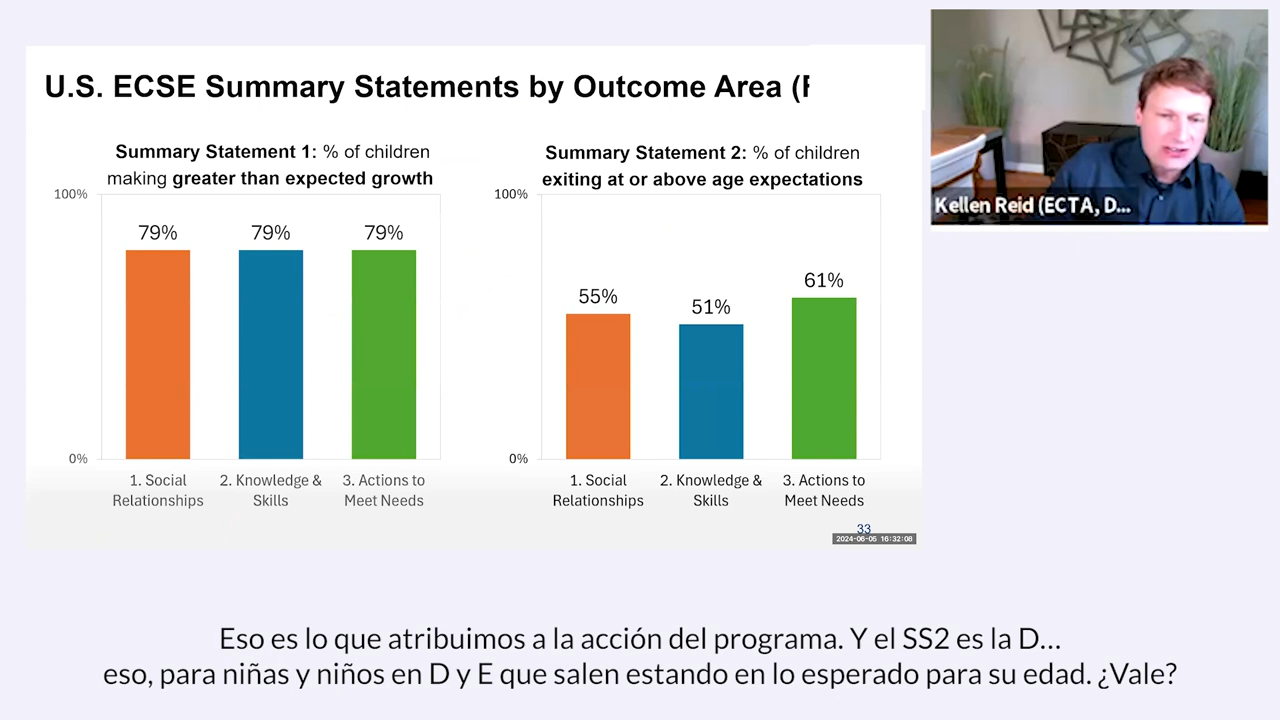 U.S. ECSE Summary Statements by Outcome Area (F
Summary Statement 1: % of children
making greater than expected growth
100%
79%
79%
79%
0%
1. Social
Relationships
2. Knowledge &
Skills
3. Actions to
Meet Needs
Summary Statement 2: % of children
exiting at or above age expectations
100%
55%
51%
61%
0%
1. Social
Relationships
2. Knowledge &
Skills
3. Actions to
Meet Needs
33
2024-06-05 16:32:08
Kellen Reid (ECTA, D...
Eso es lo que atribuimos a la acción del programa. Y el SS2 es la D...
eso, para niñas y niños en D y E que salen estando en lo esperado para su edad. ¿Vale?